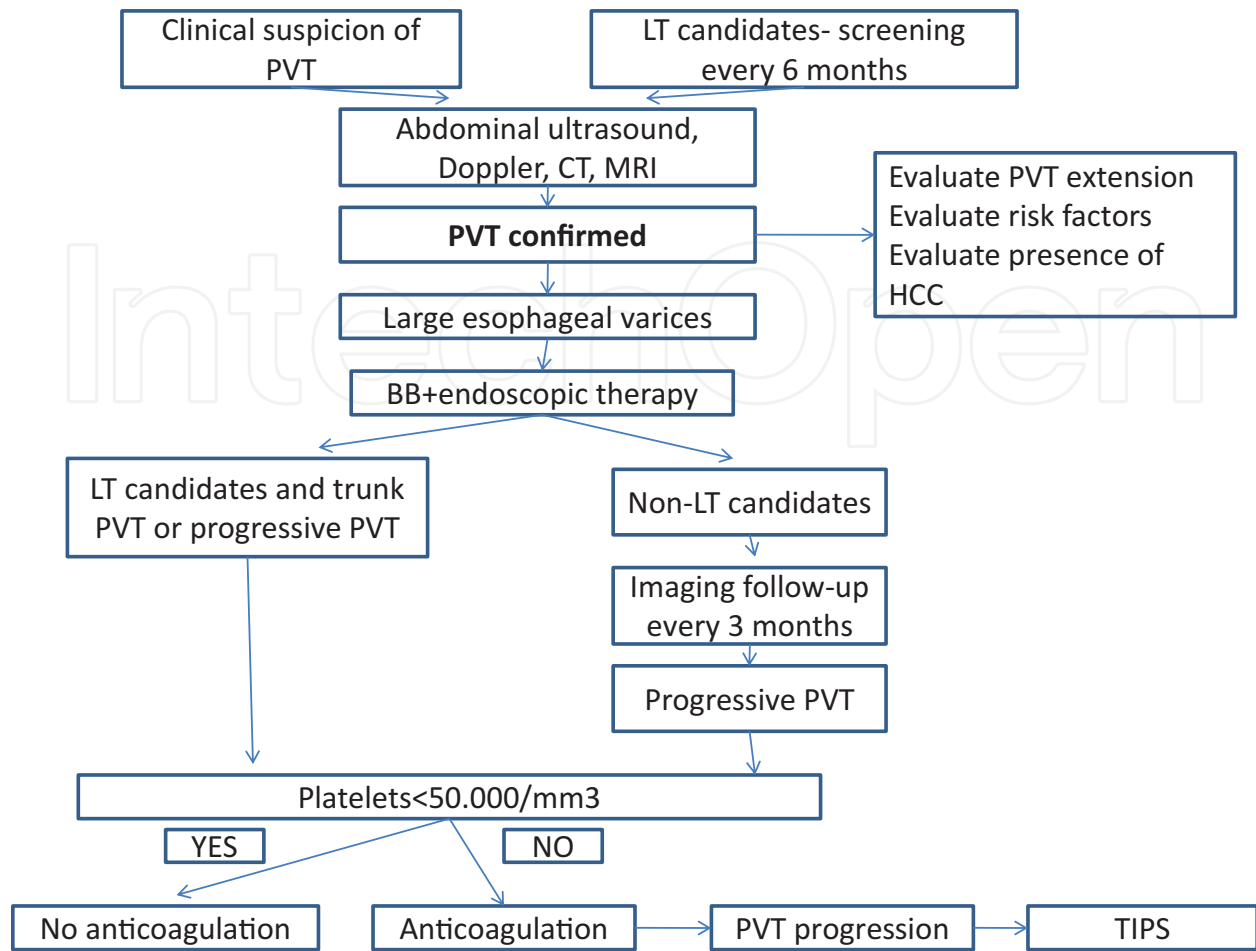 Clinical suspicion of
PVT
LT candidates- screening
every 6 months
Abdominal ultrasound,
Doppler, CT, MRI
Evaluate PVT extension
Evaluate risk factors
Evaluate presence of
HCC
PVT confirmed
Large esophageal varices
BB+endoscopic therapy
LT candidates and trunk
PVT or progressive PVT
Non-LT candidates
Imaging follow-up
every 3 months
Progressive PVT
Platelets<50.000/mm3
YES
NO
No anticoagulation
Anticoagulation
PVT progression
TIPS
IntechOpen